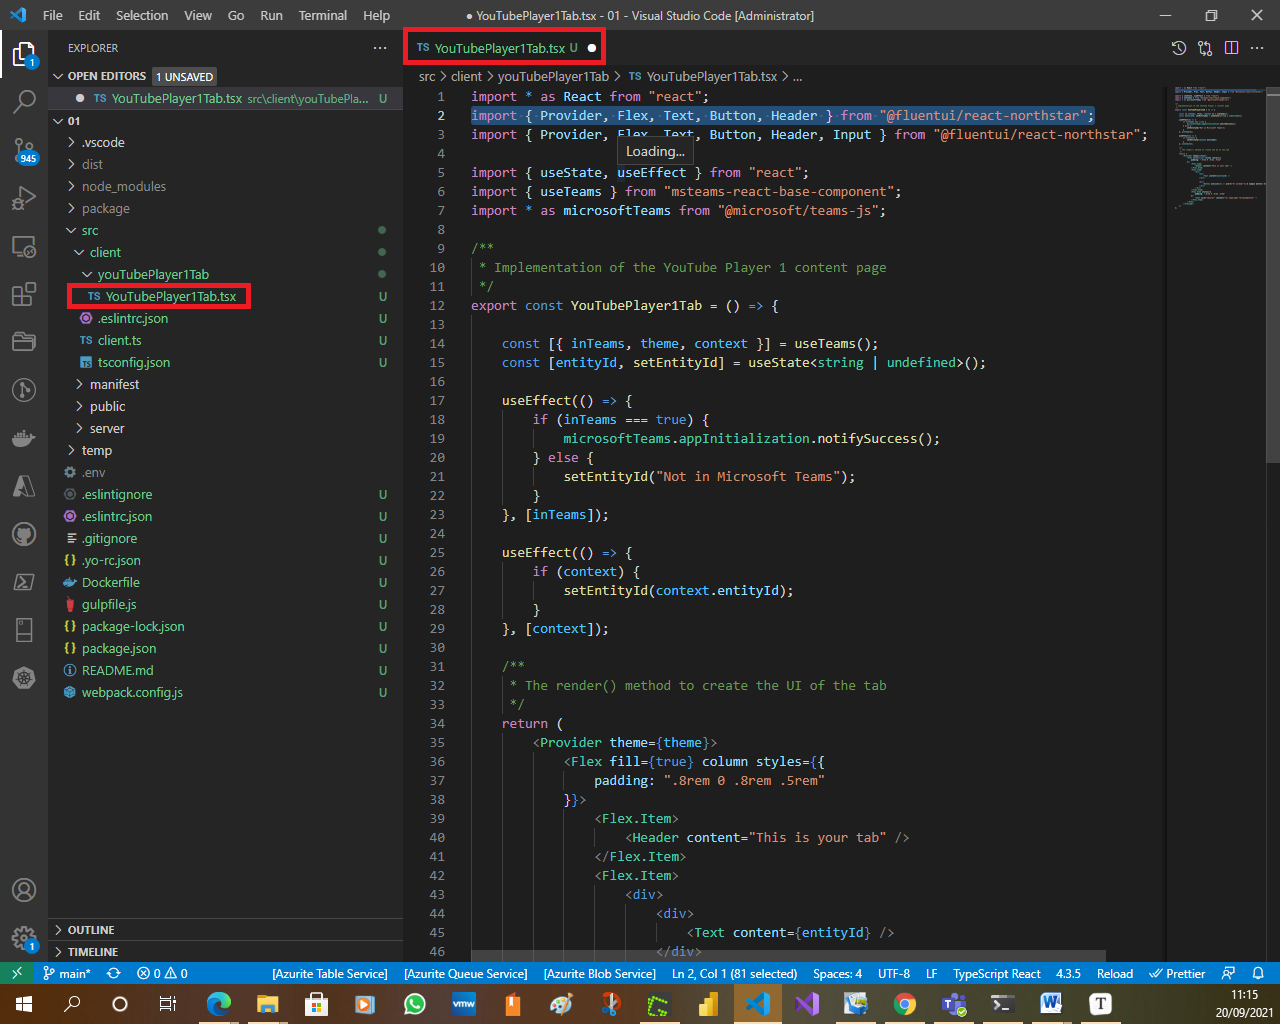 File Edit Selection View Go Run Terminal Help
● YouTubePlayer1Tab.tsx - 01 - Visual Studio Code [Administrator]
EXPLORER
OPEN EDITORS 1 UNSAVED
TS YouTubePlayer1Tab.tsx src\client\youTubePla... U
01
.vscode
dist
node_modules
package
src
client
youTubePlayer1Tab
TS YouTubePlayer1Tab.tsx U
.eslintrc.json U
TS client.ts U
tsconfig.json U
manifest
public
server
temp
.env
.eslintignore U
.eslintrc.json U
.gitignore U
{} .yo-rc.json U
Dockerfile U
gulpfile.js U
{} package-lock.json U
{} package.json U
README.md U
webpack.config.js U
OUTLINE
TIMELINE
1
945
1
TS YouTubePlayer1Tab.tsx U
src > client > youTubePlayer1Tab > TS YouTubePlayer1Tab.tsx > ...
1 import * as React from "react";
2 import { Provider, Flex, Text, Button, Header } from "@fluentui/react-northstar";
3 import { Provider, Flex, Text, Button, Header, Input } from "@fluentui/react-northstar";
Loading...
4
5 import { useState, useEffect } from "react";
6 import { useTeams } from "msteams-react-base-component";
7 import * as microsoftTeams from "@microsoft/teams-js";
8
9 /**
10 * Implementation of the YouTube Player 1 content page
11 */
12 export const YouTubePlayer1Tab = () => {
13
14 const [{ inTeams, theme, context }] = useTeams();
15 const [entityId, setEntityId] = useState<string | undefined>();
16
17 useEffect(() => {
18 if (inTeams === true) {
19 microsoftTeams.appInitialization.notifySuccess();
20 } else {
21 setEntityId("Not in Microsoft Teams");
22 }
23 }, [inTeams]);
24
25 useEffect(() => {
26 if (context) {
27 setEntityId(context.entityId);
28 }
29 }, [context]);
30
31 /**
32 * The render() method to create the UI of the tab
33 */
34 return (
35 <Provider theme={theme}>
36 <Flex fill={true} column styles={{
37 padding: ".8rem 0 .8rem .5rem"
38 }}>
39 <Flex.Item>
40 <Header content="This is your tab" />
41 </Flex.Item>
42 <Flex.Item>
43 <div>
44 <div>
45 <Text content={entityId} />
46 </div>
main* 0 0 [Azurite Table Service] [Azurite Queue Service] [Azurite Blob Service] Ln 2, Col 1 (81 selected) Spaces: 4 UTF-8 LF TypeScript React 4.3.5 Reload Prettier
vmw
T
11:15
20/09/2021